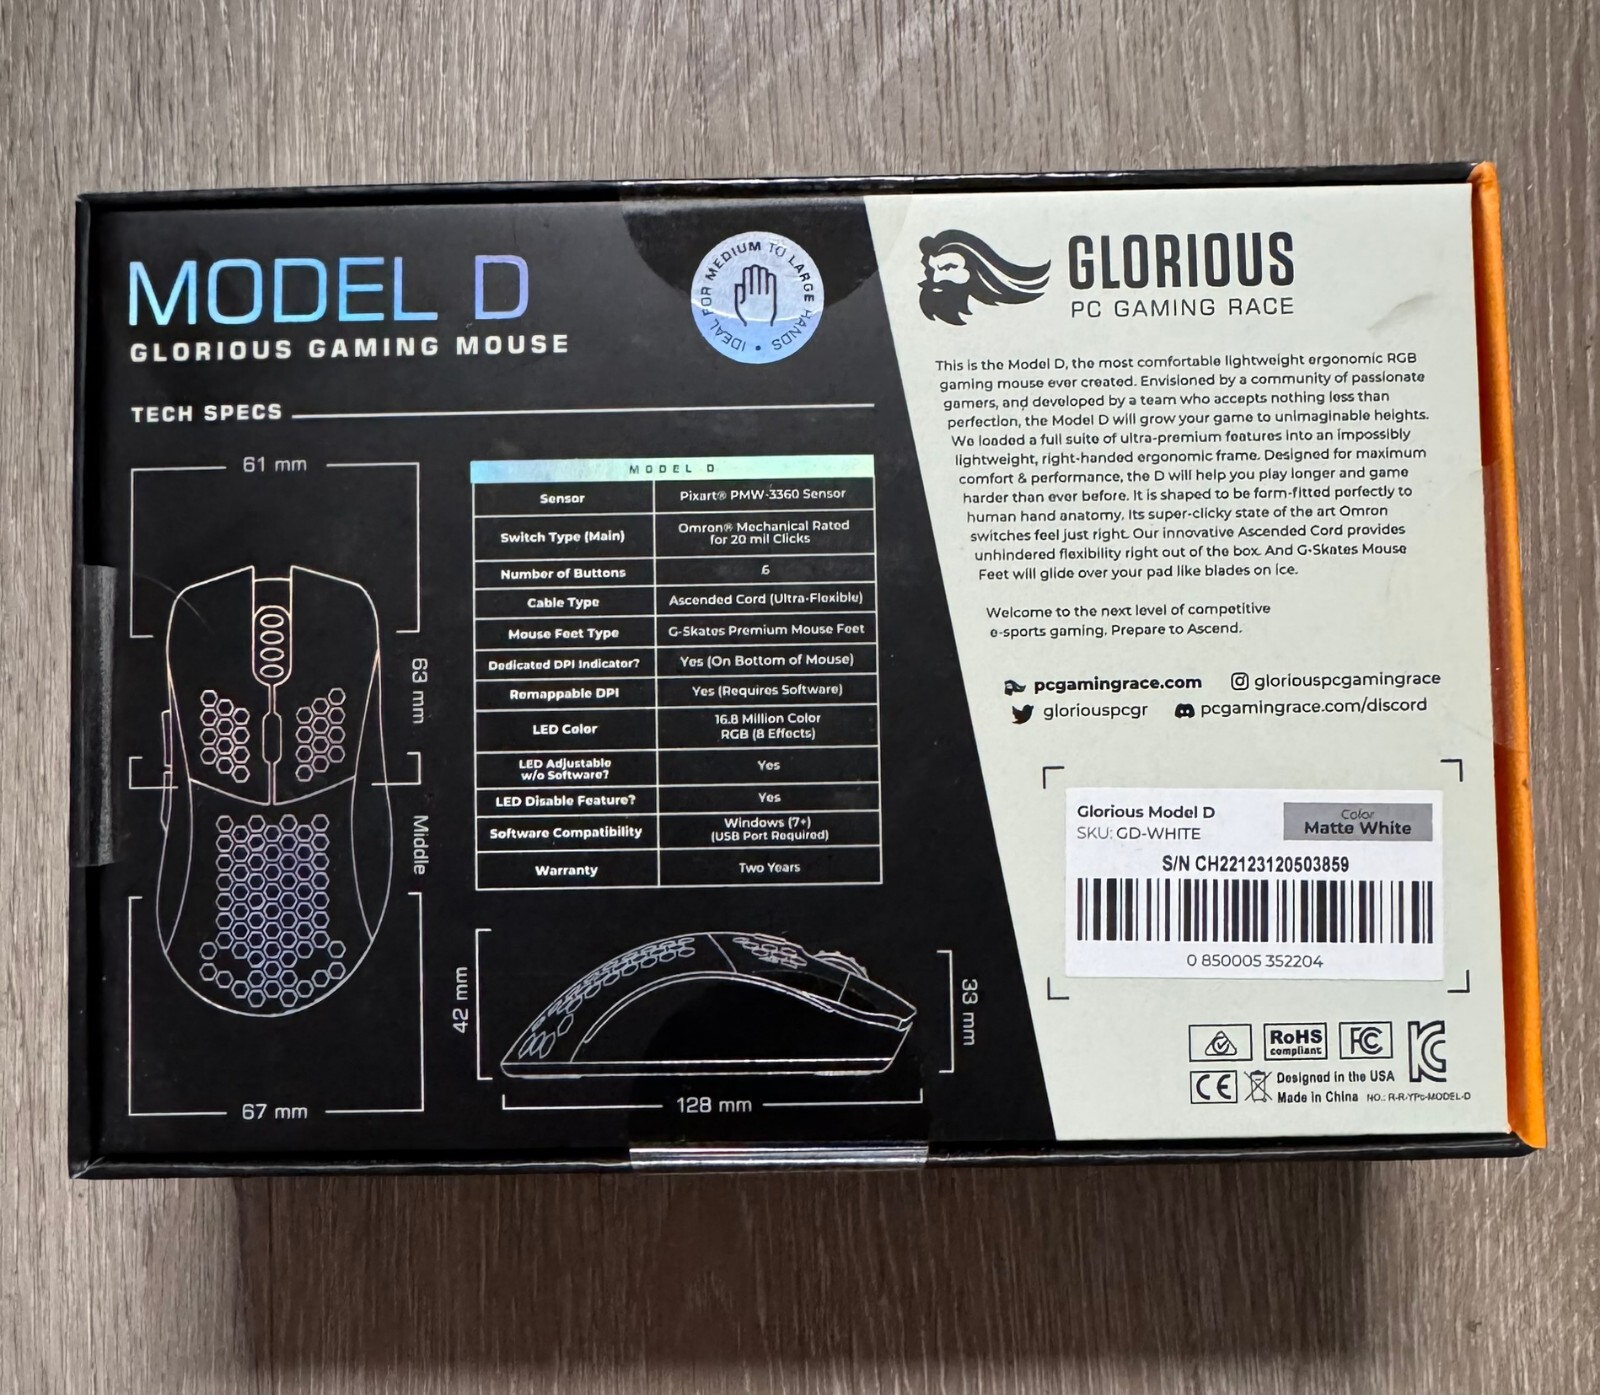 MODEL D
GLORIOUS GAMING MOUSE
IDEAL FOR MEDIUM TO LARGE HANDS •
TECH SPECS
61 mm
63 mm
Middle
67 mm
MODEL D
Sensor Pixart® PMW-3360 Sensor
Switch Type (Main) Omron® Mechanical Rated
for 20 mil Clicks
Number of Buttons 6
Cable Type Ascended Cord (Ultra-Flexible)
Mouse Feet Type G-Skates Premium Mouse Feet
Dedicated DPI Indicator? Yes (On Bottom of Mouse)
Remappable DPI Yes (Requires Software)
LED Color 16.8 Million Color
RGB (8 Effects)
LED Adjustable
w/o Software? Yes
LED Disable Feature? Yes
Software Compatibility Windows (7+)
(USB Port Required)
Warranty Two Years
42 mm
33 mm
128 mm
GLORIOUS
PC GAMING RACE
This is the Model D, the most comfortable lightweight ergonomic RGB
gaming mouse ever created. Envisioned by a community of passionate
gamers, and developed by a team who accepts nothing less than
perfection, the Model D will grow your game to unimaginable heights.
We loaded a full suite of ultra-premium features into an impossibly
lightweight, right-handed ergonomic frame. Designed for maximum
comfort & performance, the D will help you play longer and game
harder than ever before. It is shaped to be form-fitted perfectly to
human hand anatomy. Its super-clicky state of the art Omron
switches feel just right. Our innovative Ascended Cord provides
unhindered flexibility right out of the box. And G-Skates Mouse
Feet will glide over your pad like blades on ice.
Welcome to the next level of competitive
e-sports gaming. Prepare to Ascend.
pcgamingrace.com gloriouspcgamingrace
gloriouspcgr pcgamingrace.com/discord
Glorious Model D
SKU: GD-WHITE
Color
Matte White
S/N CH22123120503859
0 850005 352204
RoHS
compliant
FC
KC
CE
Designed in the USA
Made in China NO.: R-R-YPc-MODEL-D